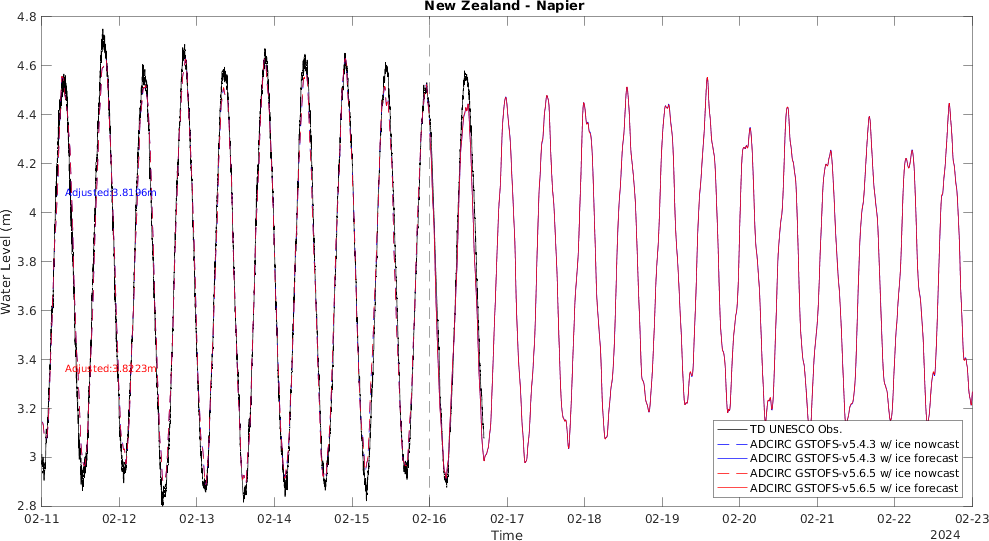 New Zealand - Napier
4.8
4.6
4.4
4.2
4
3.8
3.6
3.4
3.2
3
2.8
Water Level (m)
Adjusted:3.8196m
Adjusted:3.8223m
TD UNESCO Obs.
ADCIRC GSTOFS-v5.4.3 w/ ice nowcast
ADCIRC GSTOFS-v5.4.3 w/ ice forecast
ADCIRC GSTOFS-v5.6.5 w/ ice nowcast
ADCIRC GSTOFS-v5.6.5 w/ ice forecast
02-11 02-12 02-13 02-14 02-15 02-16 02-17 02-18 02-19 02-20 02-21 02-22 02-23
Time
2024